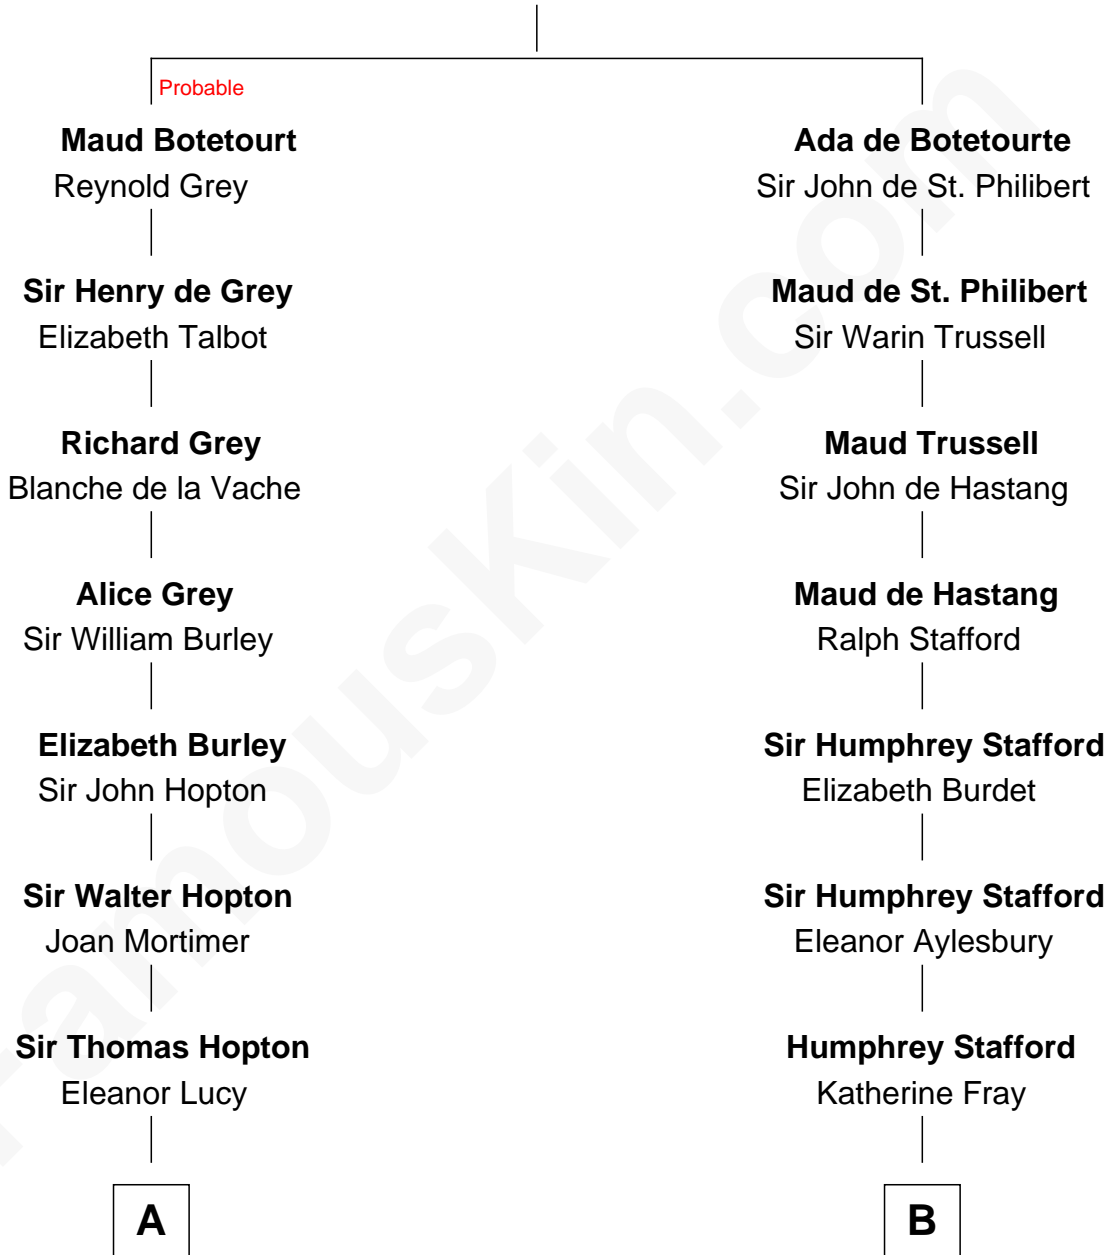 Probable
Maud Botetourt
Reynold Grey
Ada de Botetourte
Sir John de St. Philibert
Sir Henry de Grey
Elizabeth Talbot
Maud de St. Philibert
Sir Warin Trussell
Richard Grey
Blanche de la Vache
Maud Trussell
Sir John de Hastang
Alice Grey
Sir William Burley
Maud de Hastang
Ralph Stafford
Elizabeth Burley
Sir John Hopton
Sir Humphrey Stafford
Elizabeth Burdet
Sir Walter Hopton
Joan Mortimer
Sir Humphrey Stafford
Eleanor Aylesbury
Sir Thomas Hopton
Eleanor Lucy
Humphrey Stafford
Katherine Fray
A
B
FamousKin.com